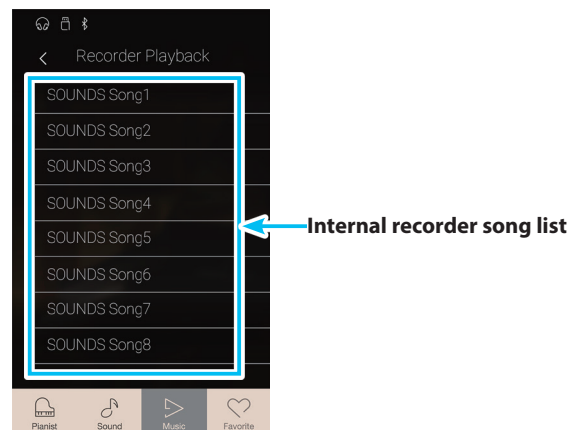 Recorder Playback
SOUNDS Song1
SOUNDS Song2
SOUNDS Song3
SOUNDS Song4
SOUNDS Song5
SOUNDS Song6
SOUNDS Song7
SOUNDS Song8
Internal recorder song list
Pianist Sound Music Favorite